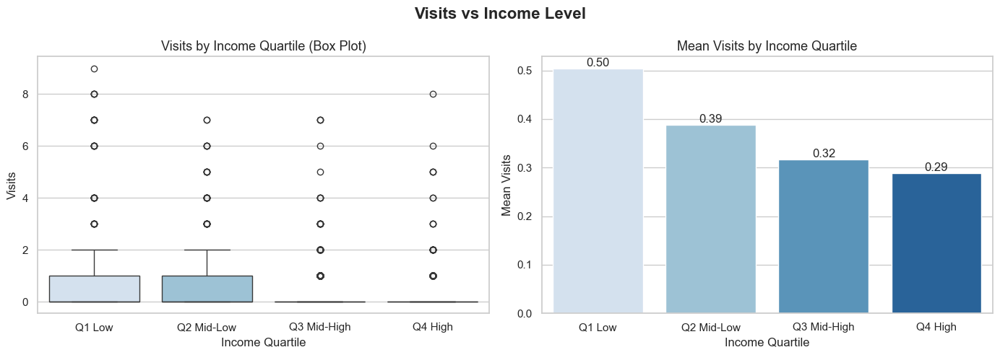 Visits vs Income Level
Visits by Income Quartile (Box Plot)
Visits
8
6
4
2
0
Q1 Low
Q2 Mid-Low
Q3 Mid-High
Q4 High
Income Quartile
Mean Visits by Income Quartile
Mean Visits
0.5
0.4
0.3
0.2
0.1
0.0
0.50
0.39
0.32
0.29
Q1 Low
Q2 Mid-Low
Q3 Mid-High
Q4 High
Income Quartile